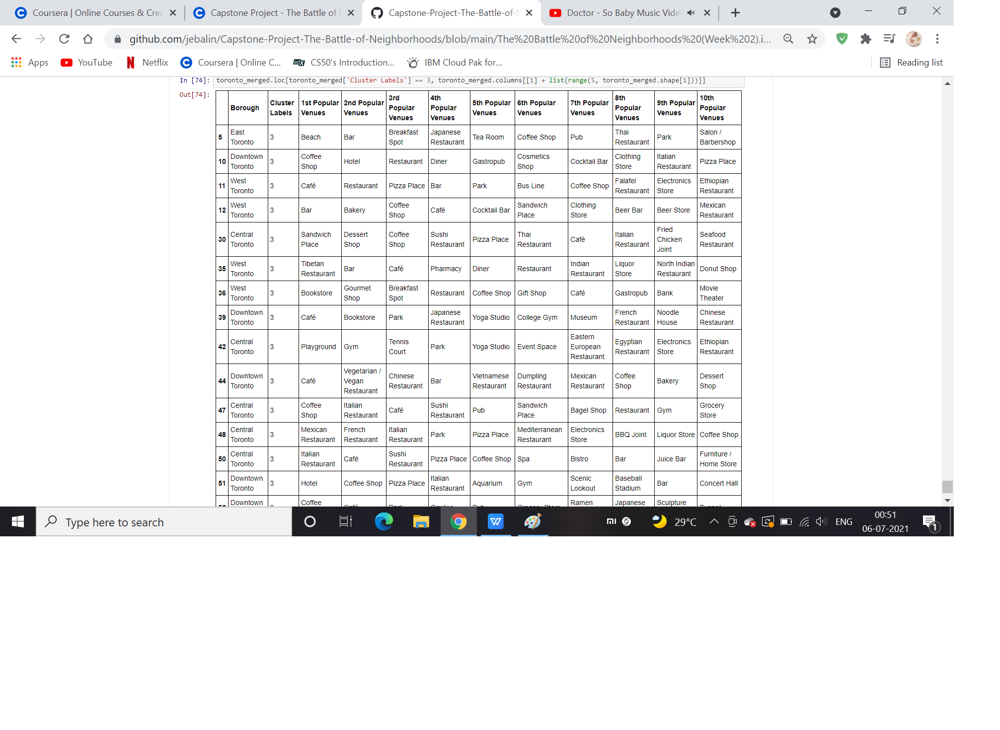 Coursera | Online Courses & Cre
Capstone Project - The Battle of
Capstone-Project-The-Battle-of-
Doctor - So Baby Music Vide
github.com/jebalin/Capstone-Project-The-Battle-of-Neighborhoods/blob/main/The%20Battle%20of%20Neighborhoods%20(Week%202).i...
Apps YouTube Netflix Coursera | Online C... edX CS50's Introduction... IBM Cloud Pak for... Reading list
In [74]: toronto_merged.loc[toronto_merged['Cluster Labels'] == 3, toronto_merged.columns[[1] + list(range(5, toronto_merged.shape[1]))]]
Out[74]:
Borough Cluster Labels 1st Popular Venues 2nd Popular Venues 3rd Popular Venues 4th Popular Venues 5th Popular Venues 6th Popular Venues 7th Popular Venues 8th Popular Venues 9th Popular Venues 10th Popular Venues
5 East Toronto 3 Beach Bar Breakfast Spot Japanese Restaurant Tea Room Coffee Shop Pub Thai Restaurant Park Salon / Barbershop
10 Downtown Toronto 3 Coffee Shop Hotel Restaurant Diner Gastropub Cosmetics Shop Cocktail Bar Clothing Store Italian Restaurant Pizza Place
11 West Toronto 3 Café Restaurant Pizza Place Bar Park Bus Line Coffee Shop Falafel Restaurant Electronics Store Ethiopian Restaurant
12 West Toronto 3 Bar Bakery Coffee Shop Café Cocktail Bar Sandwich Place Clothing Store Beer Bar Beer Store Mexican Restaurant
30 Central Toronto 3 Sandwich Place Dessert Shop Coffee Shop Sushi Restaurant Pizza Place Thai Restaurant Café Italian Restaurant Fried Chicken Joint Seafood Restaurant
35 West Toronto 3 Tibetan Restaurant Bar Café Pharmacy Diner Restaurant Indian Restaurant Liquor Store North Indian Restaurant Donut Shop
36 West Toronto 3 Bookstore Gourmet Shop Breakfast Spot Restaurant Coffee Shop Gift Shop Café Gastropub Bank Movie Theater
39 Downtown Toronto 3 Café Bookstore Park Japanese Restaurant Yoga Studio College Gym Museum French Restaurant Noodle House Chinese Restaurant
42 Central Toronto 3 Playground Gym Tennis Court Park Yoga Studio Event Space Eastern European Restaurant Egyptian Restaurant Electronics Store Ethiopian Restaurant
44 Downtown Toronto 3 Café Vegetarian / Vegan Restaurant Chinese Restaurant Bar Vietnamese Restaurant Dumpling Restaurant Mexican Restaurant Coffee Shop Bakery Dessert Shop
47 Central Toronto 3 Coffee Shop Italian Restaurant Café Sushi Restaurant Pub Sandwich Place Bagel Shop Restaurant Gym Grocery Store
48 Central Toronto 3 Mexican Restaurant French Restaurant Italian Restaurant Park Pizza Place Mediterranean Restaurant Electronics Store BBQ Joint Liquor Store Coffee Shop
50 Central Toronto 3 Italian Restaurant Café Sushi Restaurant Pizza Place Coffee Shop Spa Bistro Bar Juice Bar Furniture / Home Store
51 Downtown Toronto 3 Hotel Coffee Shop Pizza Place Italian Restaurant Aquarium Gym Scenic Lookout Baseball Stadium Bar Concert Hall
Downtown Coffee Ramen Japanese Sculpture
Type here to search
29°C ENG
00:51
06-07-2021
1